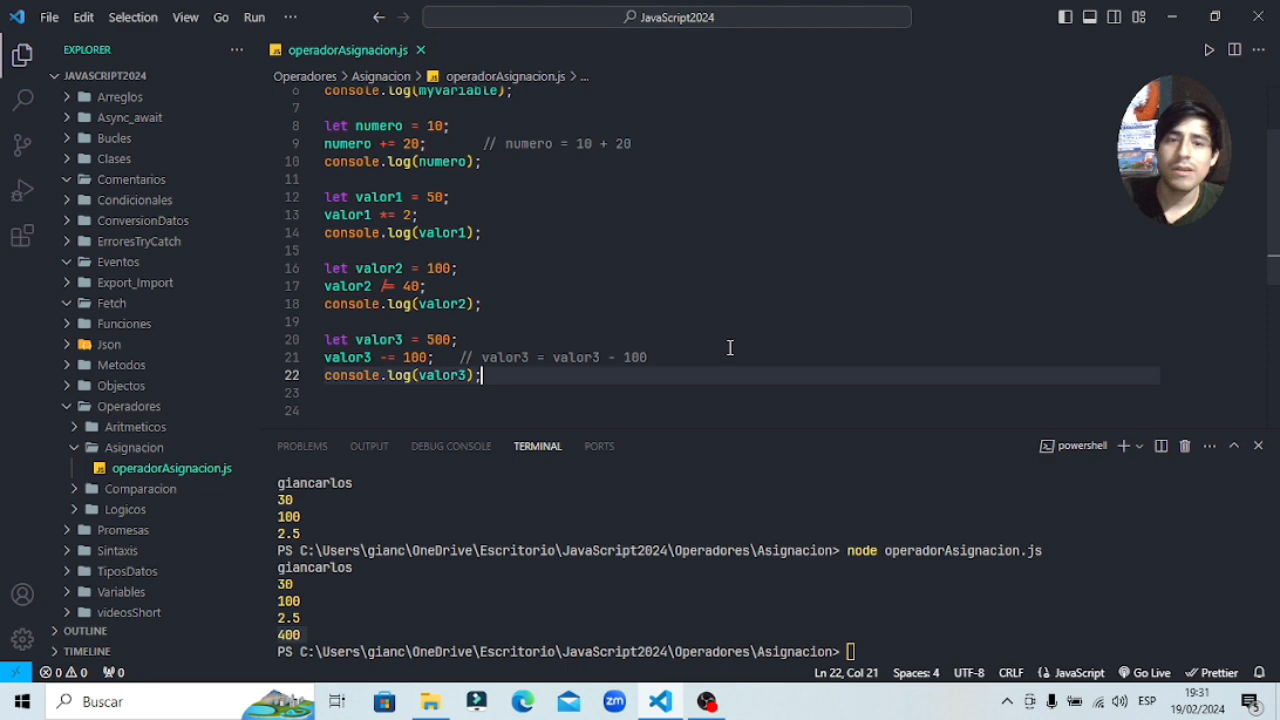 File Edit Selection View Go Run ··· JavaScript2024
EXPLORER ···
JAVASCRIPT2024
Arreglos
Async_await
Bucles
Clases
Comentarios
Condicionales
ConversionDatos
ErroresTryCatch
Eventos
Export_Import
Fetch
Funciones
Json
Metodos
Objectos
Operadores
Aritmeticos
Asignacion
operadorAsignacion.js
Comparacion
Logicos
Promesas
Sintaxis
TiposDatos
Variables
videosShort
OUTLINE
TIMELINE
operadorAsignacion.js
Operadores > Asignacion > operadorAsignacion.js > ...
6 console.log(myVariable);
7
8 let numero = 10;
9 numero += 20; // numero = 10 + 20
10 console.log(numero);
11
12 let valor1 = 50;
13 valor1 *= 2;
14 console.log(valor1);
15
16 let valor2 = 100;
17 valor2 /= 40;
18 console.log(valor2);
19
20 let valor3 = 500;
21 valor3 -= 100; // valor3 = valor3 - 100
22 console.log(valor3);
23
24
PROBLEMS OUTPUT DEBUG CONSOLE TERMINAL PORTS powershell
giancarlos
30
100
2.5
PS C:\Users\gianc\OneDrive\Escritorio\JavaScript2024\Operadores\Asignacion> node operadorAsignacion.js
giancarlos
30
100
2.5
400
PS C:\Users\gianc\OneDrive\Escritorio\JavaScript2024\Operadores\Asignacion>
0 0 0 Ln 22, Col 21 Spaces: 4 UTF-8 CRLF {} JavaScript Go Live Prettier
Buscar zm ESP 19:31
19/02/2024 5